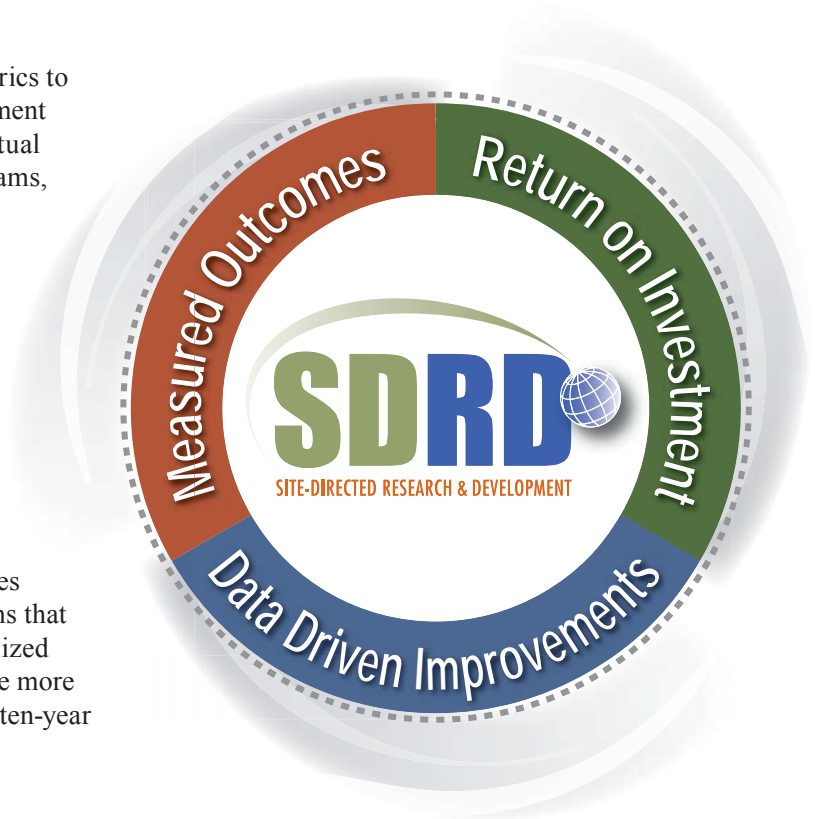 rics to
ment
tual
ams,
es
ns that
ized
e more
ten-year
Measured Outcomes
Return on Investment
Data Driven Improvements
SDRD
SITE-DIRECTED RESEARCH & DEVELOPMENT